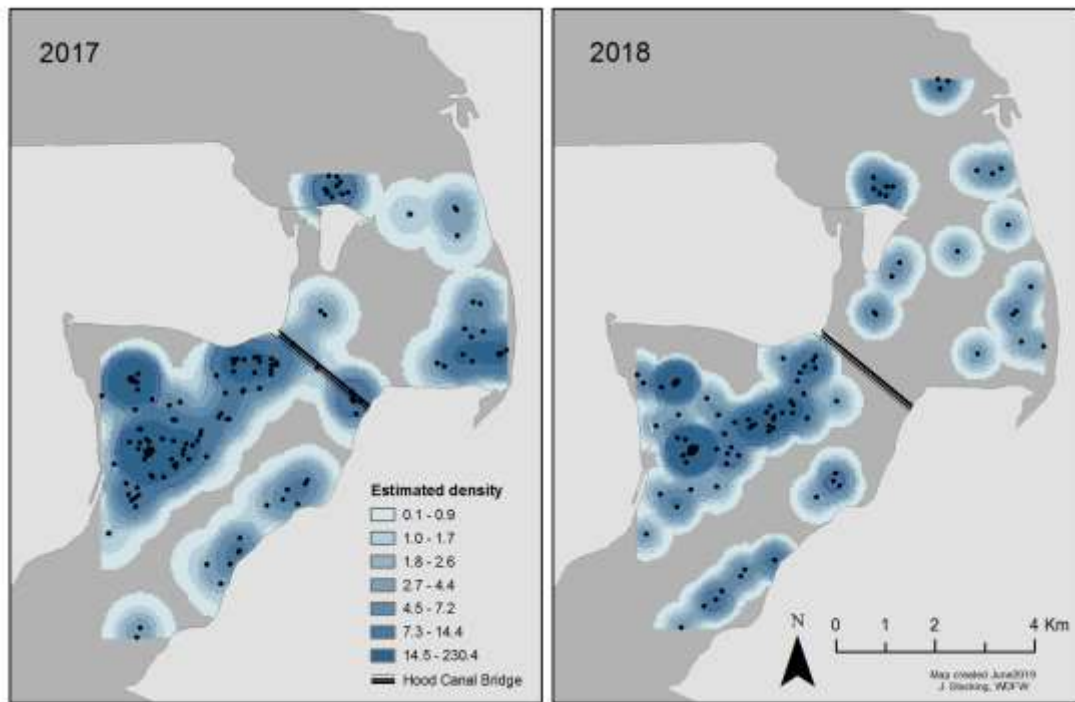 2017
2018
Estimated density
0.1 - 0.9
1.0 - 1.7
1.8 - 2.6
2.7 - 4.4
4.5 - 7.2
7.3 - 14.4
14.5 - 230.4
Hood Canal Bridge
N
0 1 2 4 Km
Map created June2019
J. Stocking, WDFW